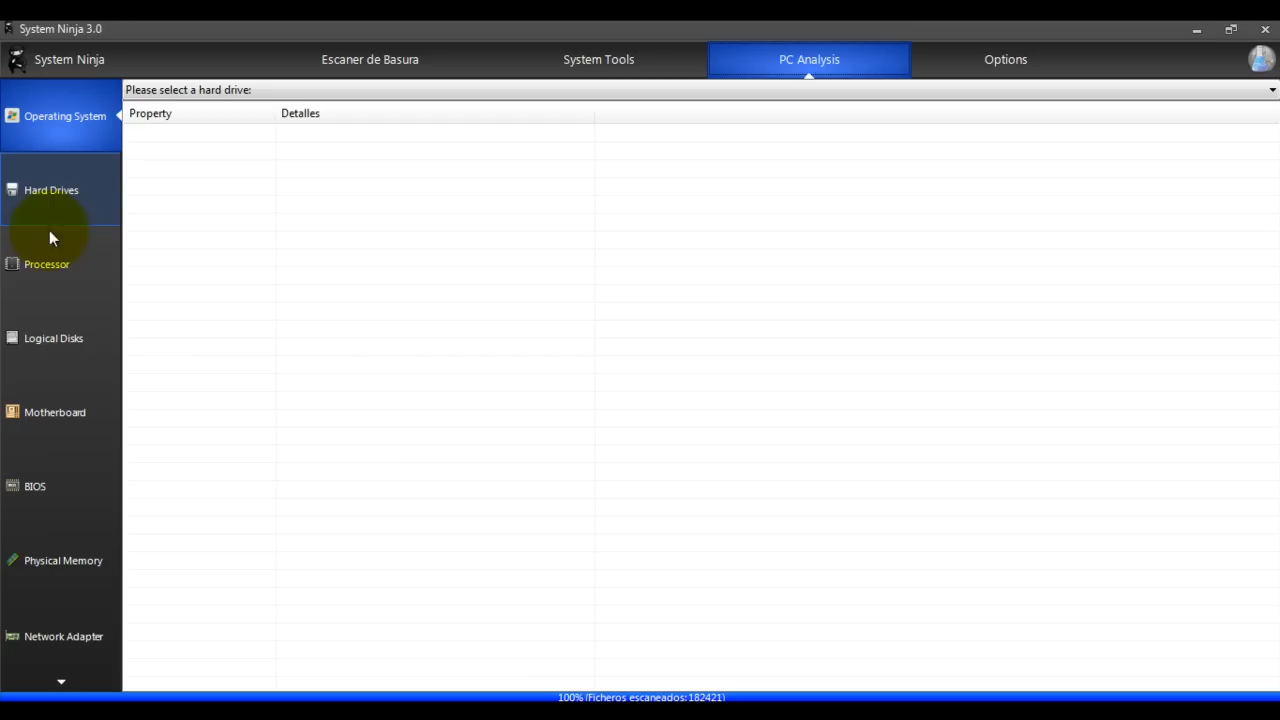 System Ninja 3.0
System Ninja
Escaner de Basura
System Tools
PC Analysis
Options
Please select a hard drive:
Property
Detalles
Operating System
Hard Drives
Processor
Logical Disks
Motherboard
BIOS
Physical Memory
Network Adapter
100% (Ficheros escaneados: 182421)